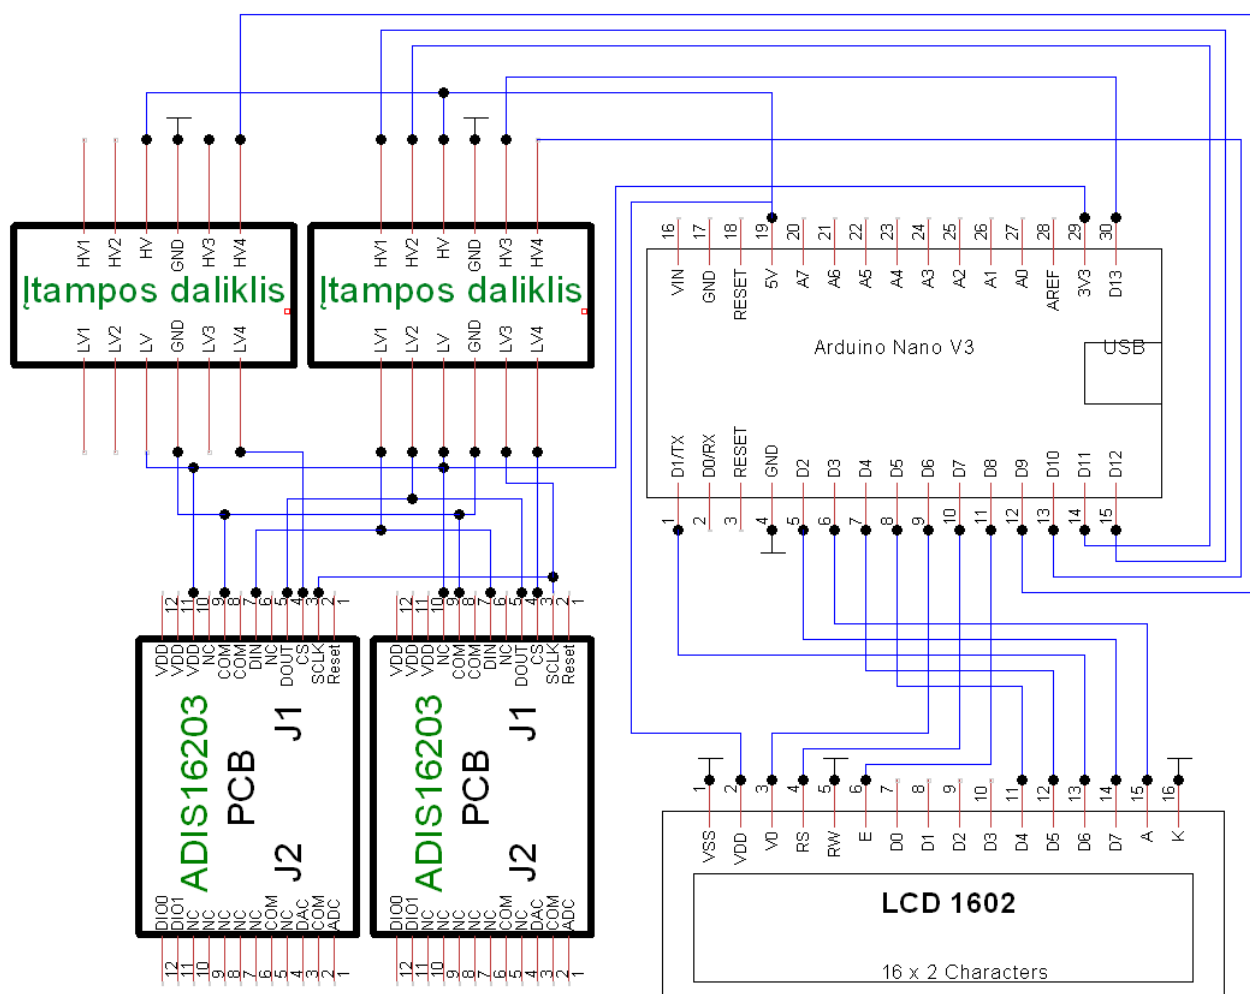 HV1 HV2 HV GND HV3 HV4
Įtampos daliklis
LV1 LV2 LV GND LV3 LV4
HV1 HV2 HV GND HV3 HV4
Įtampos daliklis
LV1 LV2 LV GND LV3 LV4
16 17 18 19 20 21 22 23 24 25 26 27 28 29 30
VIN GND RESET 5V A7 A6 A5 A4 A3 A2 A1 A0 AREF 3V3 D13
Arduino Nano V3
USB
D1/TX D0/RX RESET GND D2 D3 D4 D5 D6 D7 D8 D9 D10 D11 D12
1 2 3 4 5 6 7 8 9 10 11 12 13 14 15
12 11 10 9 8 7 6 5 4 3 2 1
VDD VDD VDD NC COM COM DIN NC DOUT CS SCLK Reset
ADIS16203
PCB
J1
J2
DIO0 DIO1 NC NC NC NC NC COM NC DAC COM ADC
12 11 10 9 8 7 6 5 4 3 2 1
12 11 10 9 8 7 6 5 4 3 2 1
VDD VDD VDD NC COM COM DIN NC DOUT CS SCLK Reset
ADIS16203
PCB
J1
J2
DIO0 DIO1 NC NC NC NC NC COM NC DAC COM ADC
12 11 10 9 8 7 6 5 4 3 2 1
1 2 3 4 5 6 7 8 9 10 11 12 13 14 15 16
VSS VDD V0 RS RW E D0 D1 D2 D3 D4 D5 D6 D7 A K
LCD 1602
16 x 2 Characters